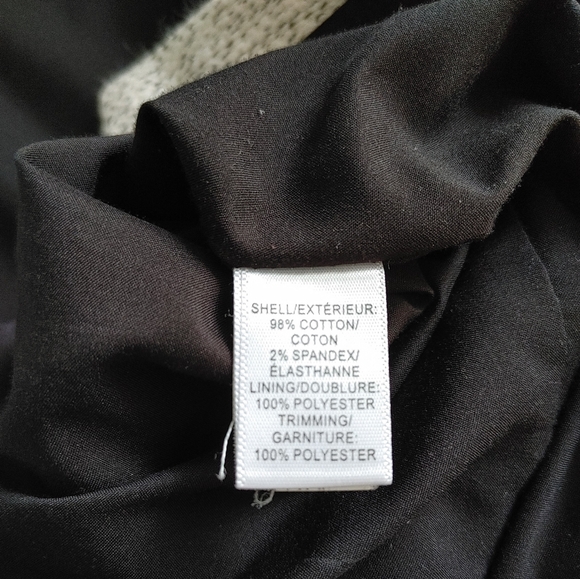 SHELL/EXTÉRIEUR:
98% COTTON/
COTON
2% SPANDEX/
ÉLASTHANNE
LINING/DOUBLURE:
100% POLYESTER
TRIMMING/
GARNITURE:
100% POLYESTER